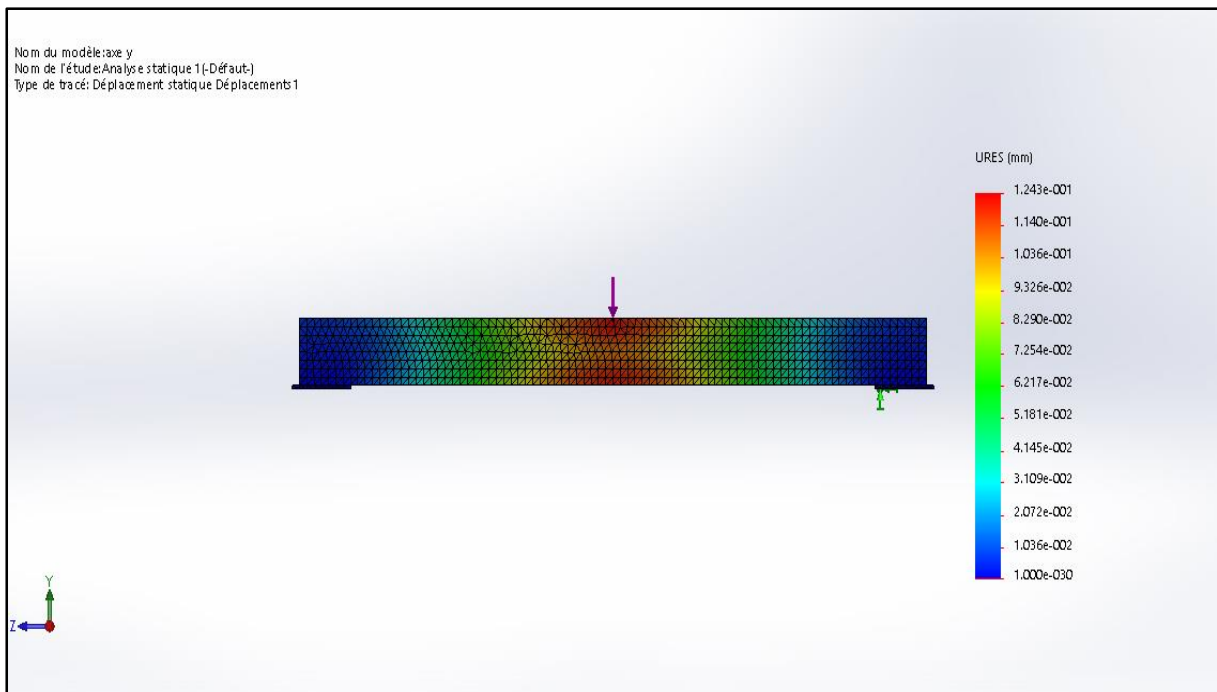 Nom du modèle:axe y
Nom de l'étude:Analyse statique 1(-Défaut-)
Type de tracé: Déplacement statique Déplacements1
URES (mm)
1.243e-001
1.140e-001
1.036e-001
9.326e-002
8.290e-002
7.254e-002
6.217e-002
5.181e-002
4.145e-002
3.109e-002
2.072e-002
1.036e-002
1.000e-030
Y
Z